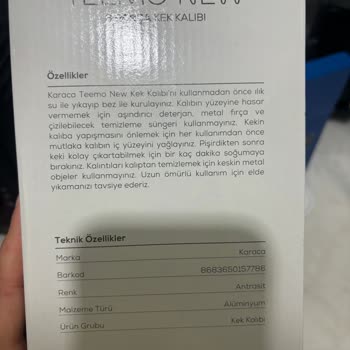 TEEMO NEW
KEK KALIBI
Özellikler
Karaca Teemo New Kek Kalıbı'nı kullanmadan önce ılık
su ile yıkayıp bez ile kurulayınız. Kalıbın yüzeyine hasar
vermemek için aşındırıcı deterjan, metal fırça ve
çizilebilecek temizleme süngeri kullanmayınız. Kekin
kalıba yapışmasını önlemek için her kullanımdan önce
mutlaka kalıbın iç yüzeyini yağlayınız. Pişirdikten sonra
keki kolay çıkartabilmek için bir kaç dakika soğumaya
bırakınız. Kalıntıları kalıptan temizlemek için keskin metal
objeler kullanmayınız. Uzun ömürlü kullanım için elde
yıkamanızı tavsiye ederiz.
Teknik Özellikler
Marka Karaca
Barkod 8683650157786
Renk Antrasit
Malzeme Türü Alüminyum
Ürün Grubu Kek Kalıbı